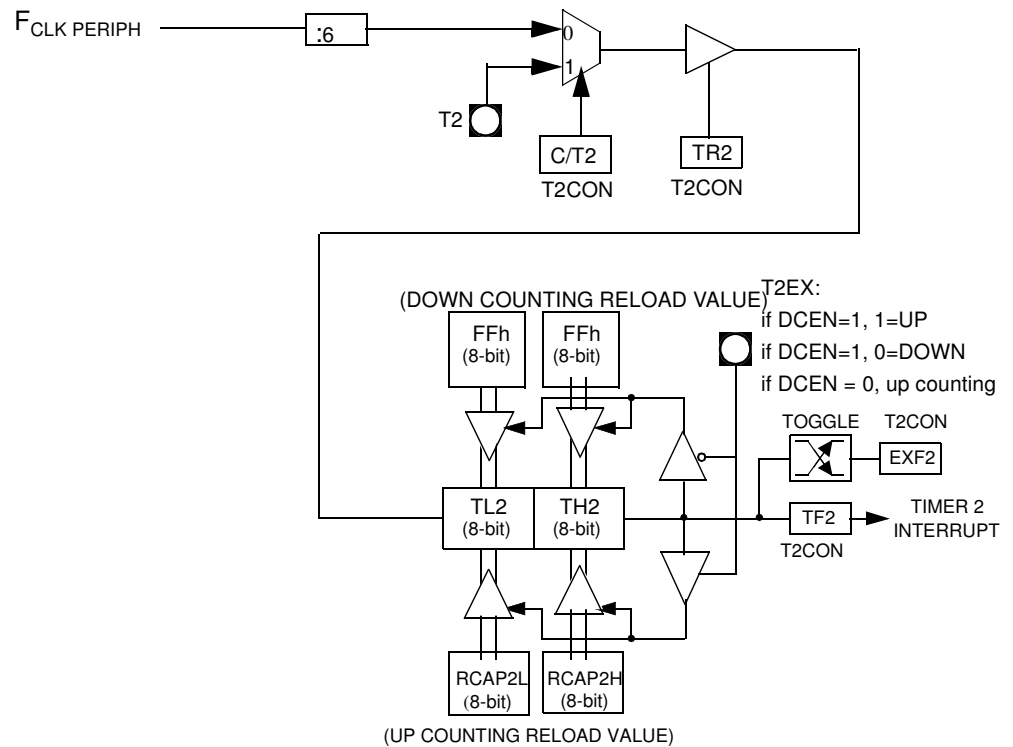 FCLK PERIPH
:6
0
1
T2
C/T2
TR2
T2CON
T2CON
(DOWN COUNTING RELOAD VALUE)
T2EX:
if DCEN=1, 1=UP
if DCEN=1, 0=DOWN
if DCEN = 0, up counting
FFh
(8-bit)
FFh
(8-bit)
TOGGLE
T2CON
EXF2
TL2
(8-bit)
TH2
(8-bit)
TF2
T2CON
TIMER 2
INTERRUPT
RCAP2L
(8-bit)
RCAP2H
(8-bit)
(UP COUNTING RELOAD VALUE)